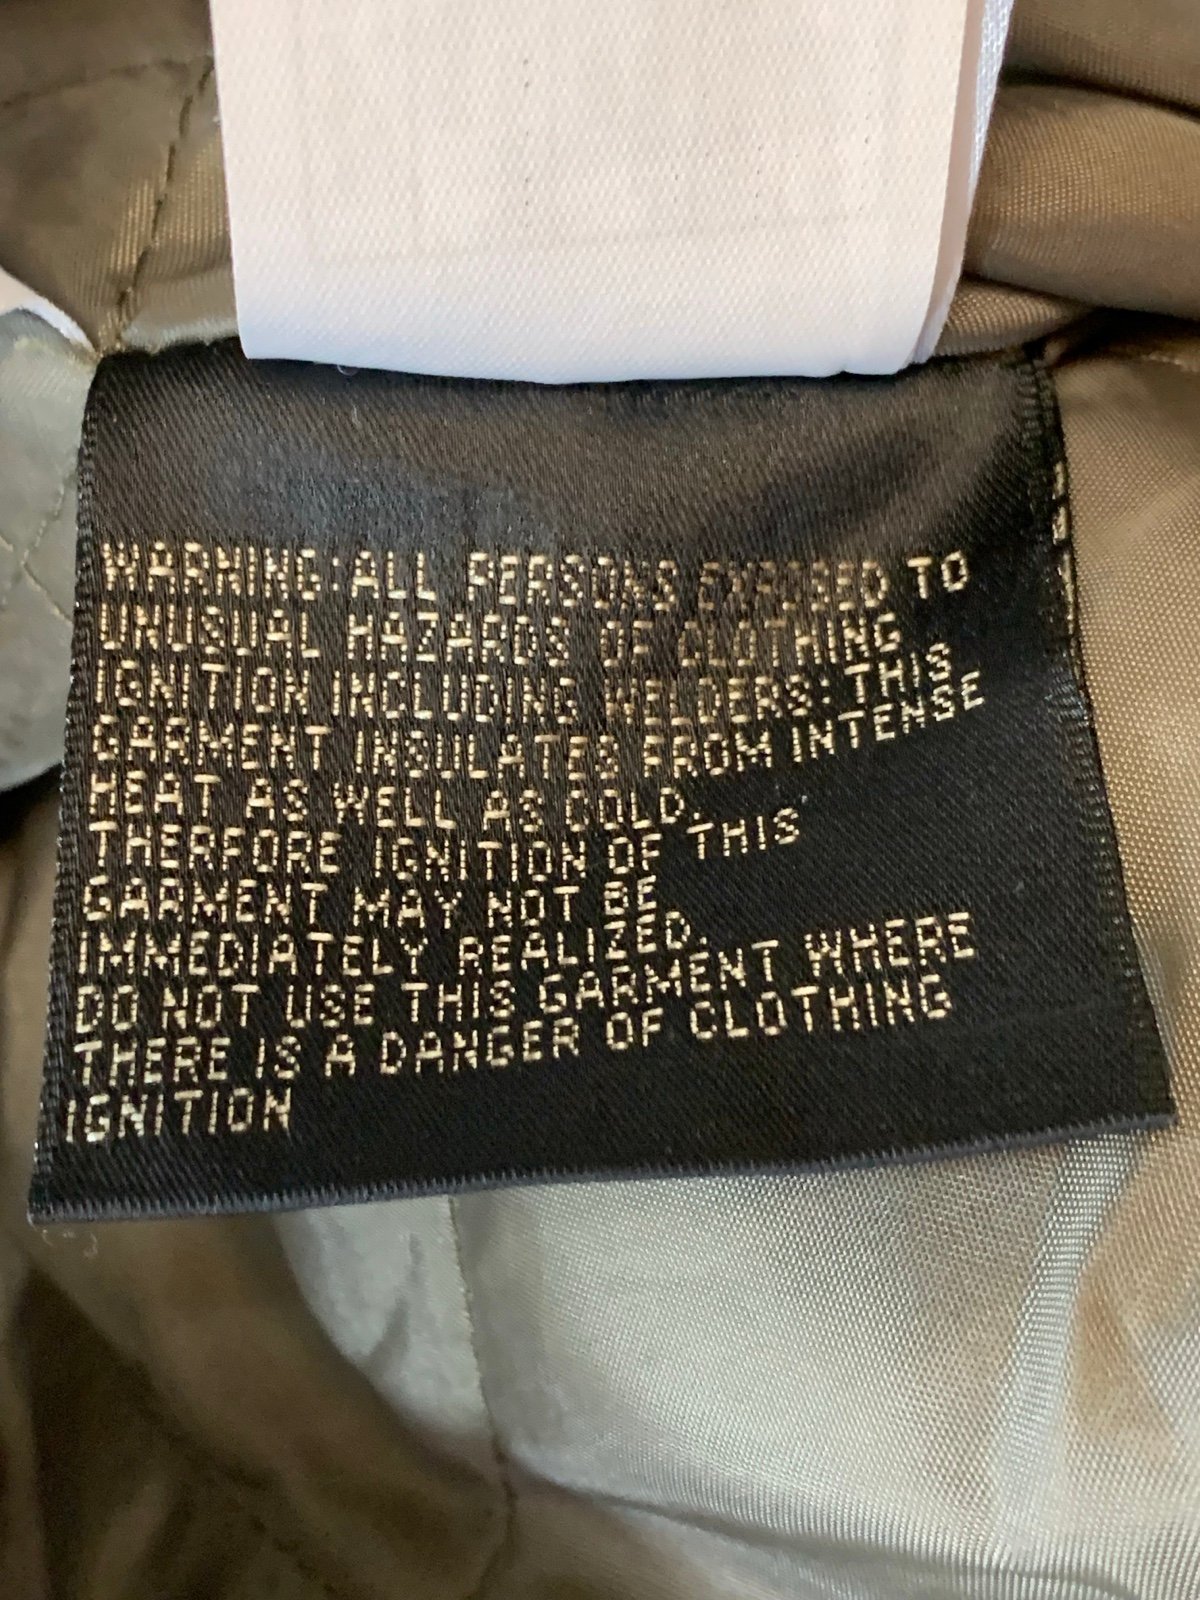 WARNING:ALL PERSONS EXPOSED TO
UNUSUAL HAZARDS OF CLOTHING
IGNITION INCLUDING WELDERS: THIS
GARMENT INSULATES FROM INTENSE
HEAT AS WELL AS COLD.
THERFORE IGNITION OF THIS
GARMENT MAY NOT BE
IMMEDIATELY REALIZED.
DO NOT USE THIS GARMENT WHERE
THERE IS A DANGER OF CLOTHING
IGNITION